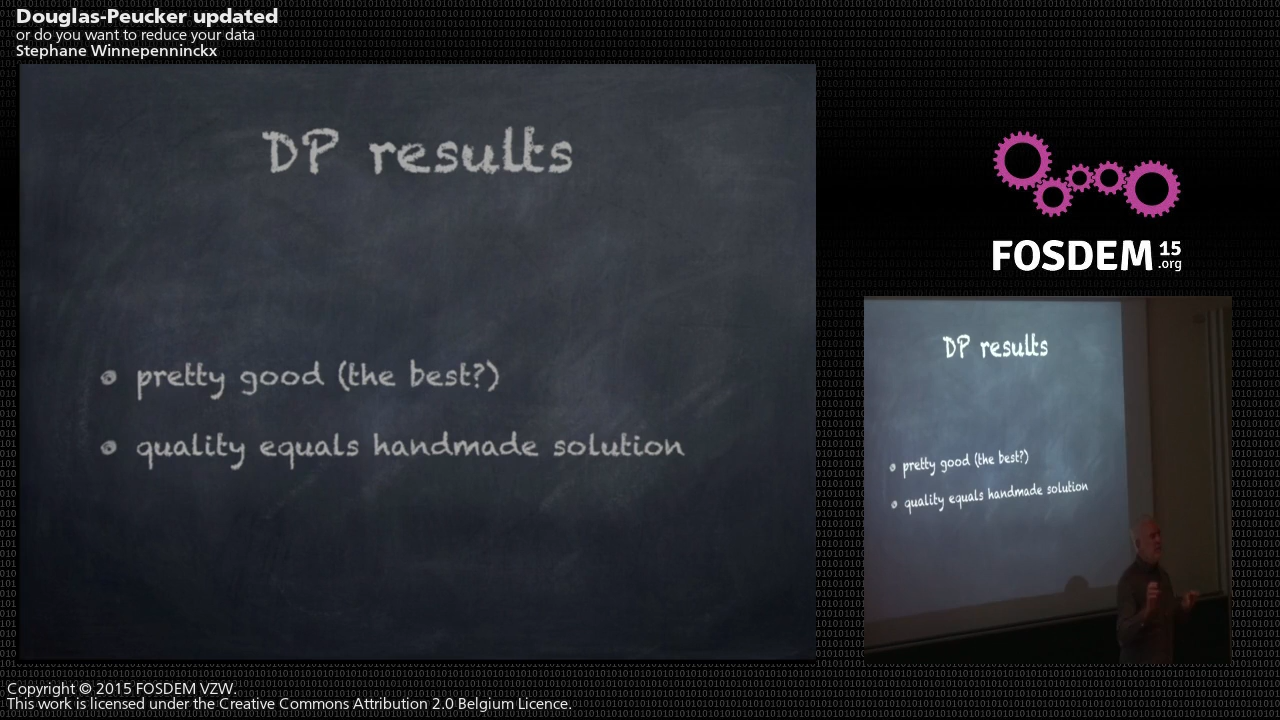 Douglas-Peucker updated
or do you want to reduce your data
Stephane Winnepenninckx
DP results
pretty good (the best?)
quality equals handmade solution
FOSDEM 15
.org
DP results
pretty good (the best?)
quality equals handmade solution
Copyright © 2015 FOSDEM VZW.
This work is licensed under the Creative Commons Attribution 2.0 Belgium Licence.